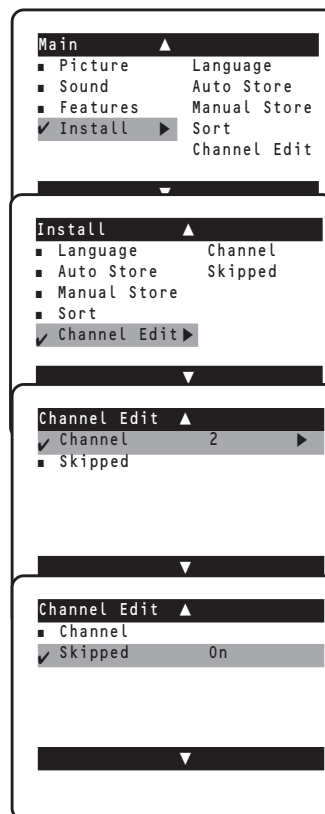 Main ▲
■ Picture Language
■ Sound Auto Store
■ Features Manual Store
✔ Install ▶ Sort
Channel Edit
▼
Install ▲
■ Language Channel
■ Auto Store Skipped
■ Manual Store
■ Sort
✔ Channel Edit ▶
▼
Channel Edit ▲
✔ Channel 2 ▶
■ Skipped
▼
Channel Edit ▲
■ Channel
✔ Skipped On
▼